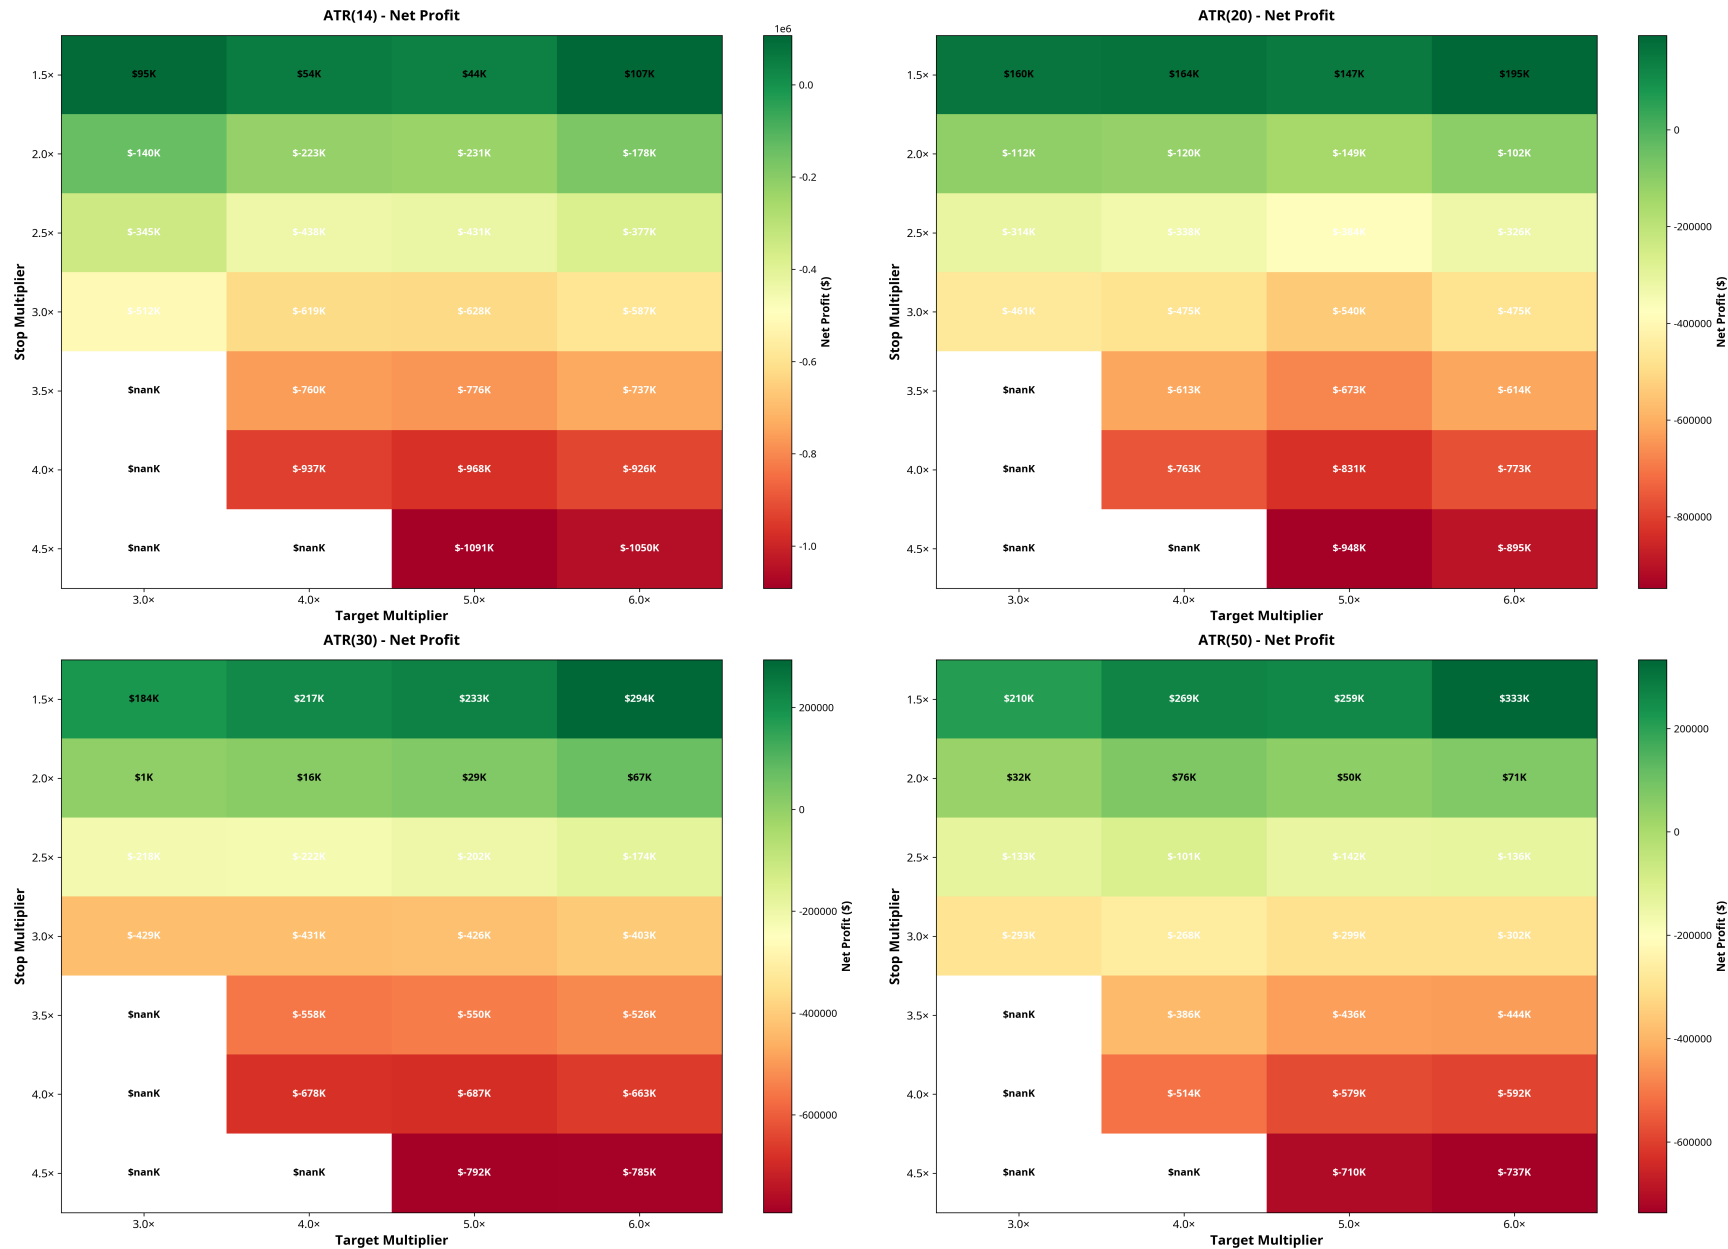 ATR(14) - Net Profit
1e6
1.5× $95K $54K $44K $107K
2.0× $-140K $-223K $-231K $-178K
2.5× $-345K $-438K $-431K $-377K
3.0× $-619K $-628K $-587K
3.5× $nanK $-760K $-776K $-737K
4.0× $nanK $-937K $-968K $-926K
4.5× $nanK $nanK $-1091K $-1050K
3.0× 4.0× 5.0× 6.0×
Target Multiplier
Stop Multiplier
0.0
-0.2
-0.4
-0.6
-0.8
-1.0
Net Profit ($)
ATR(20) - Net Profit
1.5× $160K $164K $147K $195K
2.0× $-112K $-120K $-149K $-102K
2.5× $-314K $-338K $-326K
3.0× $-461K $-475K $-540K $-475K
3.5× $nanK $-613K $-673K $-614K
4.0× $nanK $-763K $-831K $-773K
4.5× $nanK $nanK $-948K $-895K
3.0× 4.0× 5.0× 6.0×
Target Multiplier
Stop Multiplier
0
-200000
-400000
-600000
-800000
Net Profit ($)
ATR(30) - Net Profit
1.5× $184K $217K $233K $294K
2.0× $1K $16K $29K $67K
2.5× $-218K $-222K $-202K $-174K
3.0× $-429K $-431K $-426K $-403K
3.5× $nanK $-558K $-550K $-526K
4.0× $nanK $-678K $-687K $-663K
4.5× $nanK $nanK $-792K $-785K
3.0× 4.0× 5.0× 6.0×
Target Multiplier
Stop Multiplier
200000
0
-200000
-400000
-600000
Net Profit ($)
ATR(50) - Net Profit
1.5× $210K $269K $259K $333K
2.0× $32K $76K $50K $71K
2.5× $-133K $-101K $-142K $-136K
3.0× $-293K $-268K $-299K $-302K
3.5× $nanK $-386K $-436K $-444K
4.0× $nanK $-514K $-579K $-592K
4.5× $nanK $nanK $-710K $-737K
3.0× 4.0× 5.0× 6.0×
Target Multiplier
Stop Multiplier
200000
0
-200000
-400000
-600000
Net Profit ($)